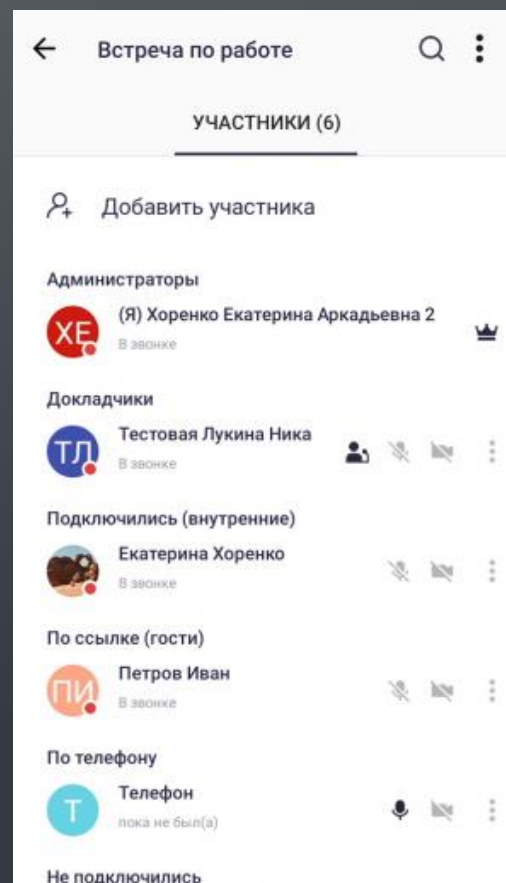 Встреча по работе
УЧАСТНИКИ (6)
Добавить участника
Администраторы
ХЕ
(Я) Хоренко Екатерина Аркадьевна 2
В звонке
Докладчики
ТЛ
Тестовая Лукина Ника
В звонке
Подключились (внутренние)
Екатерина Хоренко
В звонке
По ссылке (гости)
ПИ
Петров Иван
В звонке
По телефону
Т
Телефон
пока не был(а)
Не подключились